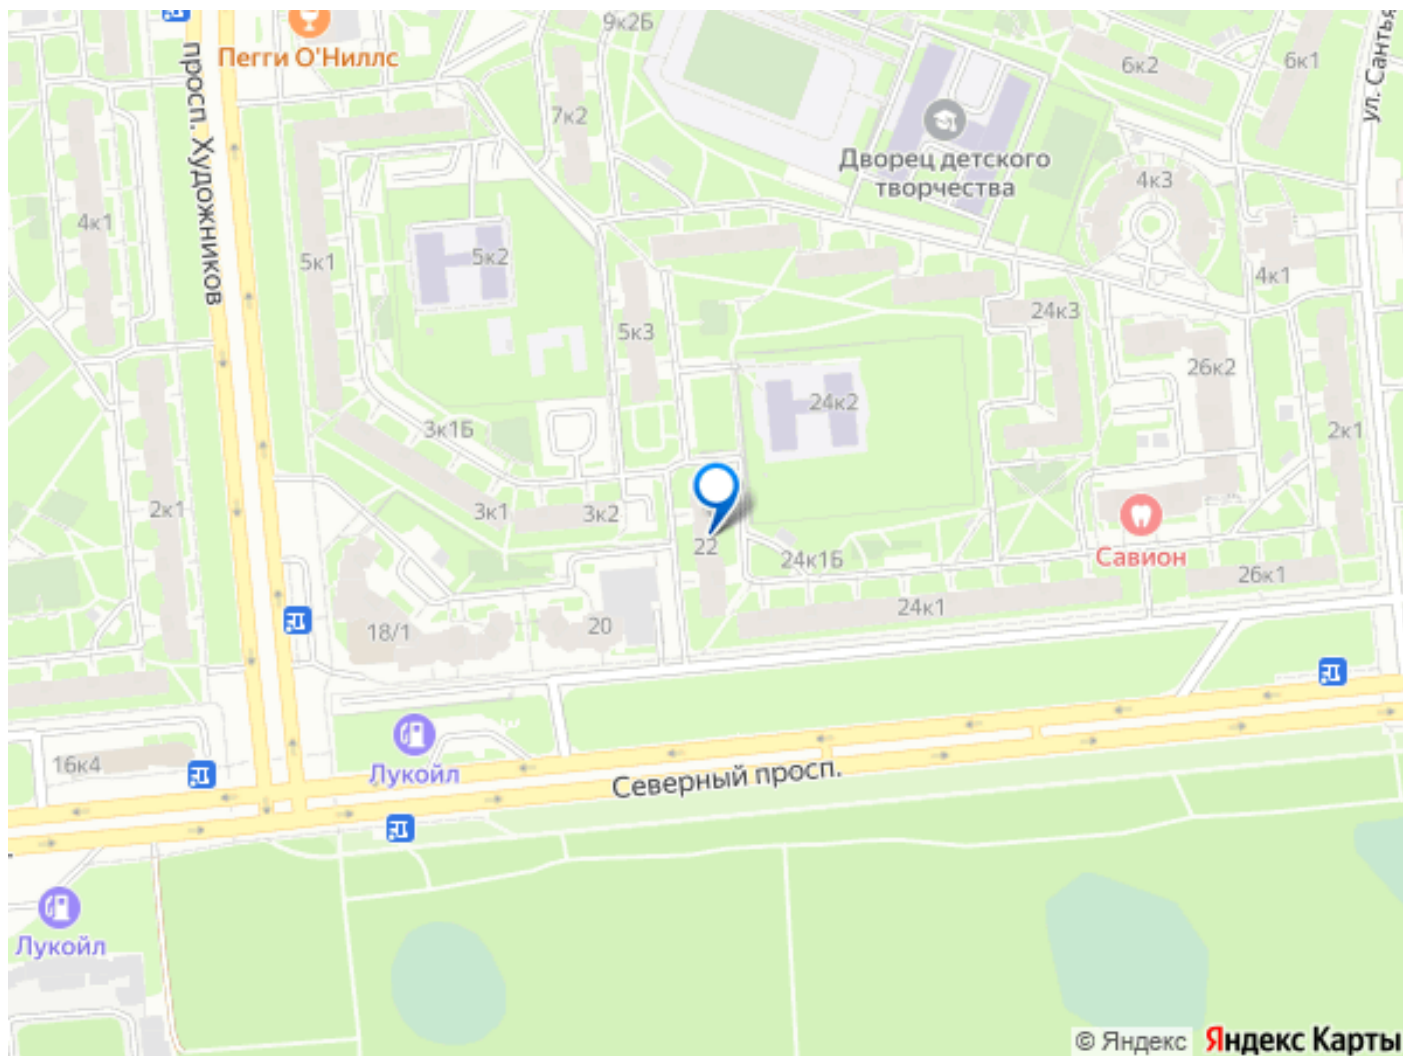 9к2Б
Пегги О'Ниллс
просп. Художников
7к2
6к2
6к1
ул. Сантья
Дворец детского
творчества
4к3
4к1
5к1
5к2
4к1
5к3
24к3
26к2
24к2
3к1Б
2к1
2к1
3к1
3к2
22
24к1Б
Савион
26к1
24к1
18/1
20
16к4
Лукойл
Северный просп.
Лукойл
© Яндекс
Яндекс Карты